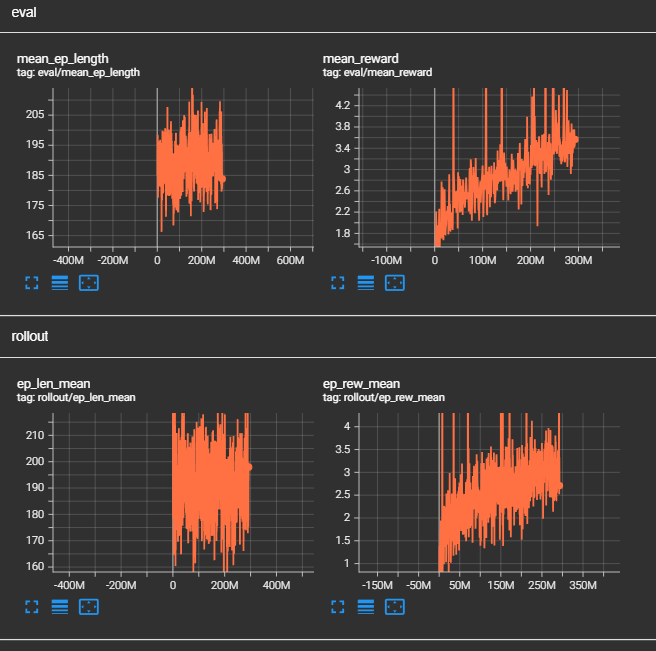 eval
mean_ep_length
tag: eval/mean_ep_length
205
195
185
175
165
-400M -200M 0 200M 400M 600M
mean_reward
tag: eval/mean_reward
4.2
3.8
3.4
3
2.6
2.2
1.8
-100M 0 100M 200M 300M
rollout
ep_len_mean
tag: rollout/ep_len_mean
210
200
190
180
170
160
-400M -200M 0 200M 400M
ep_rew_mean
tag: rollout/ep_rew_mean
4
3.5
3
2.5
2
1.5
1
-150M -50M 50M 150M 250M 350M